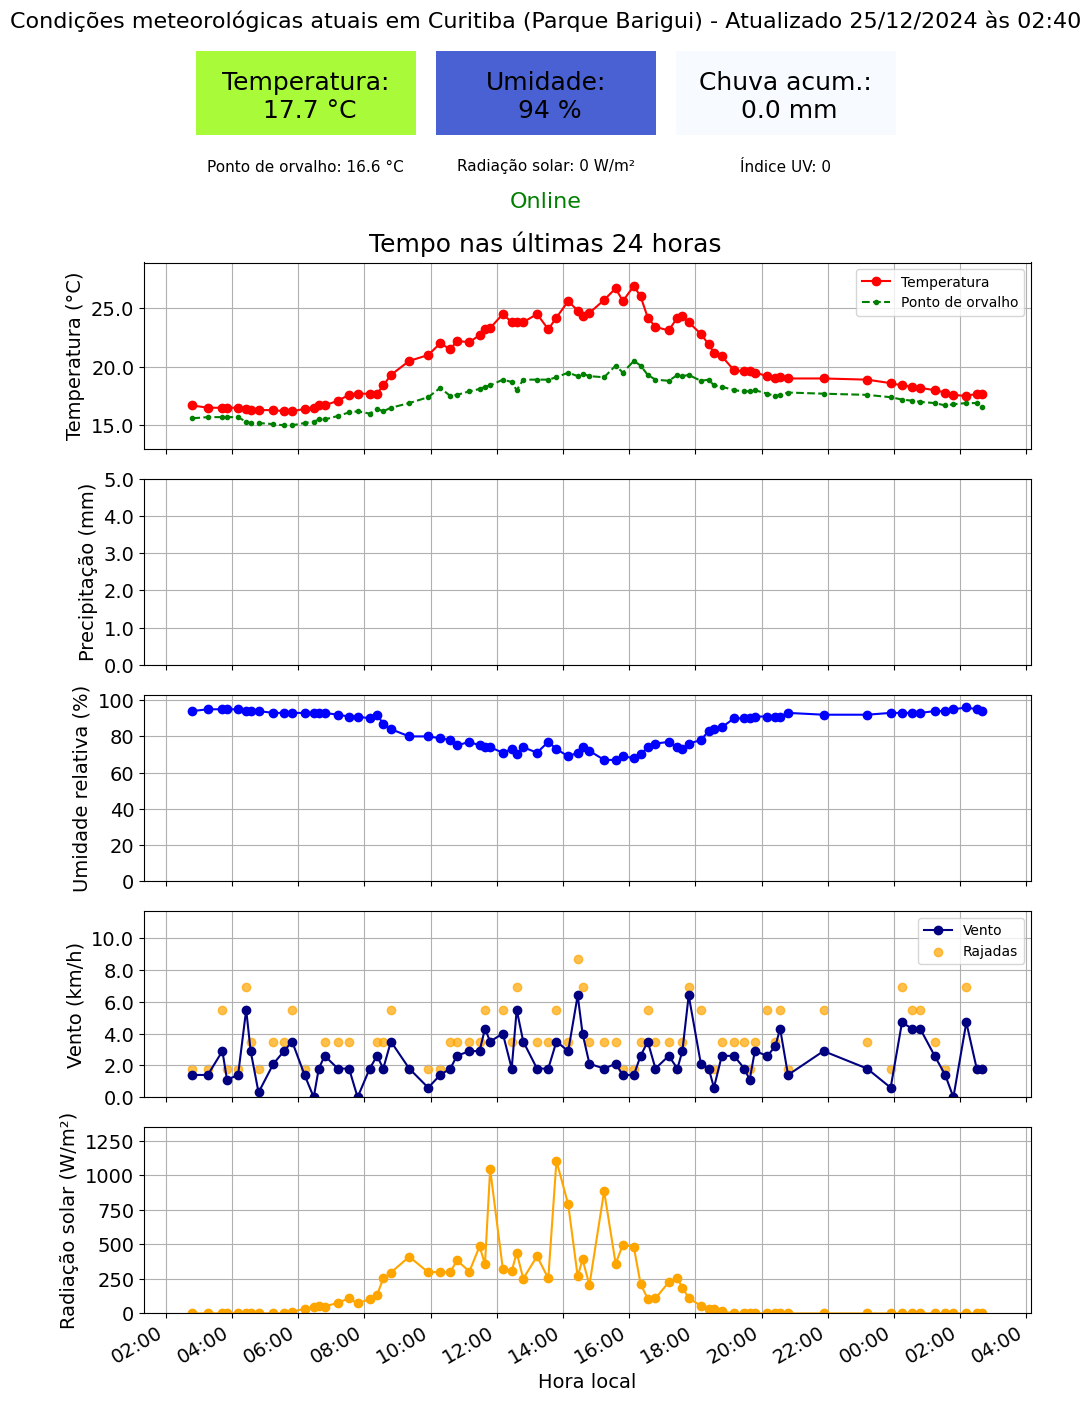 Condições meteorológicas atuais em Curitiba (Parque Barigui) - Atualizado 25/12/2024 às 02:40
Temperatura:
17.7 °C
Umidade:
94 %
Chuva acum.:
0.0 mm
Ponto de orvalho: 16.6 °C
Radiação solar: 0 W/m²
Índice UV: 0
Online
Tempo nas últimas 24 horas
Temperatura (°C)
25.0
20.0
15.0
Temperatura
Ponto de orvalho
Precipitação (mm)
5.0
4.0
3.0
2.0
1.0
0.0
Umidade relativa (%)
100
80
60
40
20
0
Vento (km/h)
10.0
8.0
6.0
4.0
2.0
0.0
Vento
Rajadas
Radiação solar (W/m²)
1250
1000
750
500
250
0
02:00
04:00
06:00
08:00
10:00
12:00
14:00
16:00
18:00
20:00
22:00
00:00
02:00
04:00
Hora local